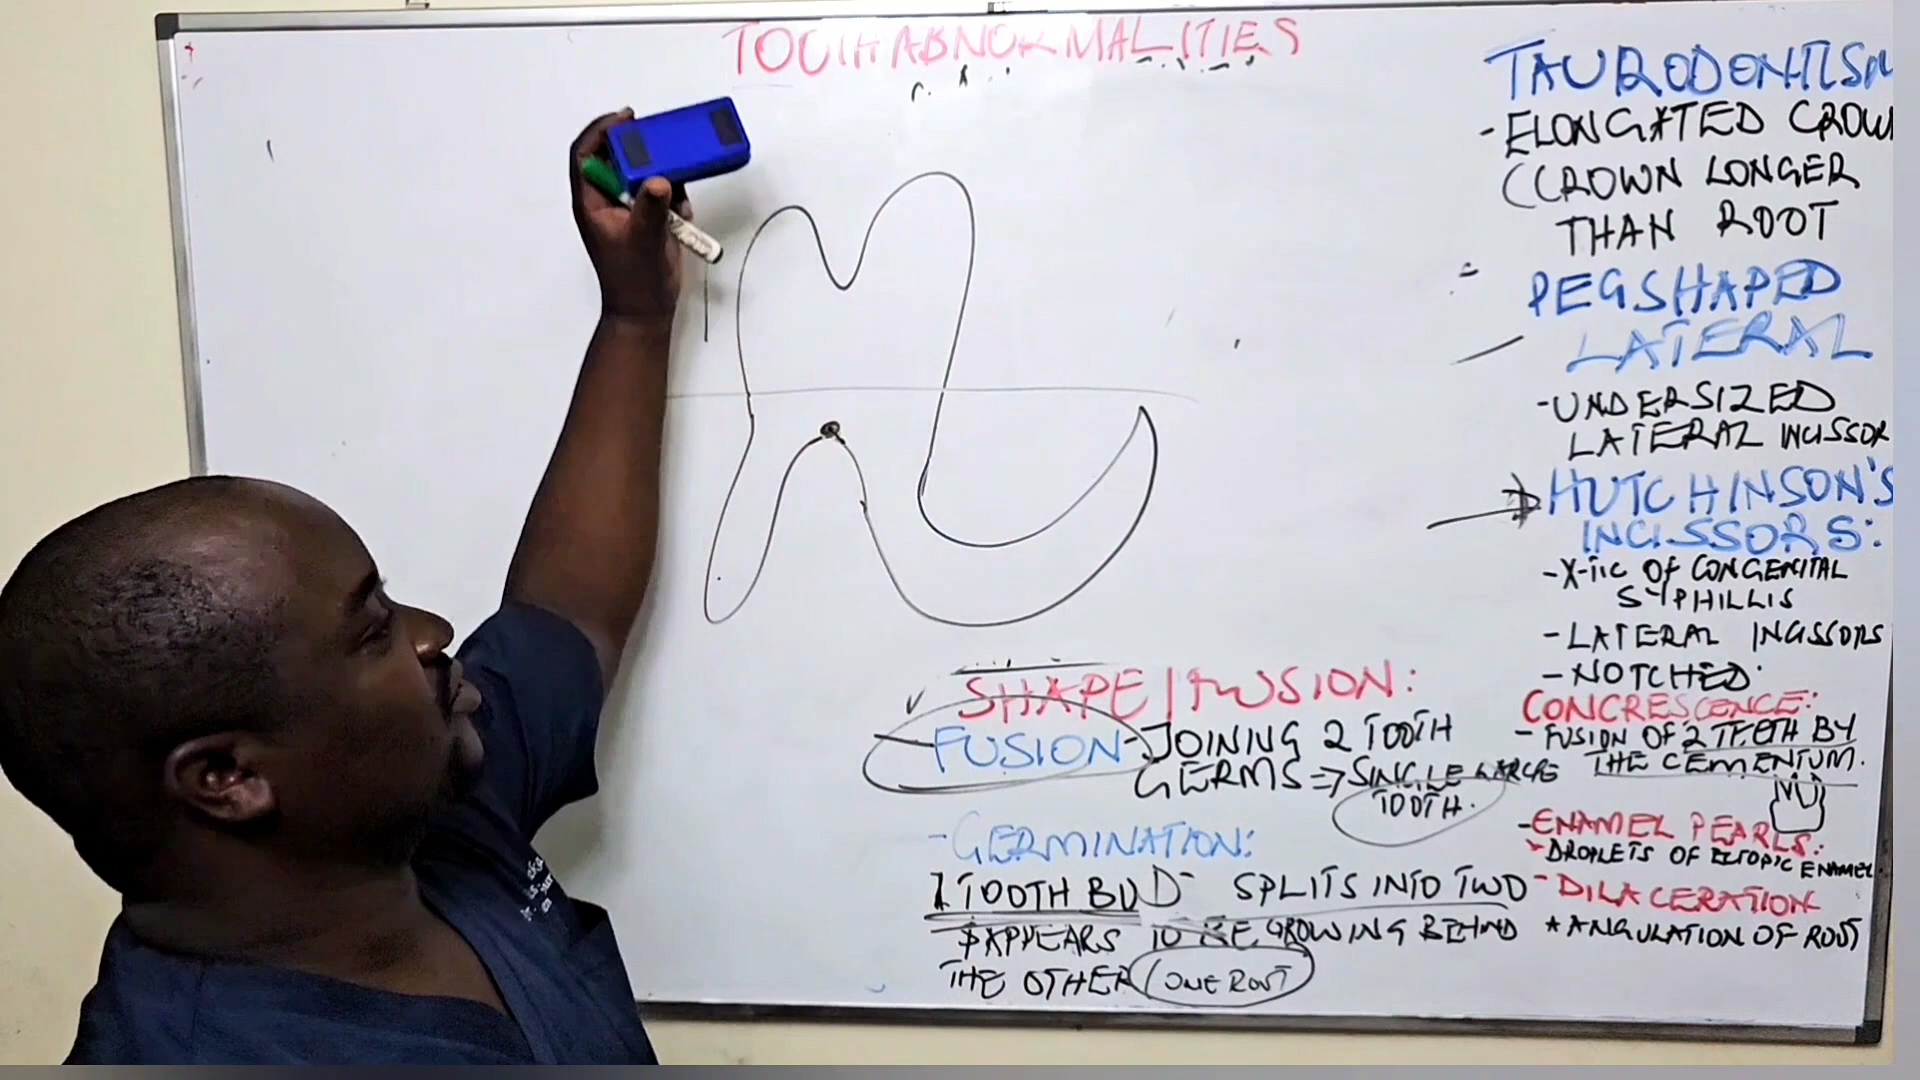 TOOTH ABNORMALITIES
TAURODONTISM
- ELONGATED CROWN
(CROWN LONGER
THAN ROOT
PEGSHAPED
LATERAL
- UNDERSIZED
LATERAL INCISSOR
HUTCHINSON'S
INCISSORS:
- X-TIC OF CONGENITAL
SYPHILLIS
- LATERAL INCISSORS
- NOTCHED.
SHAPE / FUSION:
- FUSION - JOINING 2 TOOTH
GERMS => SINGLE LARGE
TOOTH.
- GERMINATION:
1 TOOTH BUD - SPLITS INTO TWO
APPEARS TO BE GROWING BEHIND
THE OTHER (ONE ROOT)
CONCRESCENCE:
- FUSION OF 2 TEETH BY
THE CEMENTUM.
- ENAMEL PEARLS:
DROPLETS OF ECTOPIC ENAMEL.
- DILACERATION
* ANGULATION OF ROOT